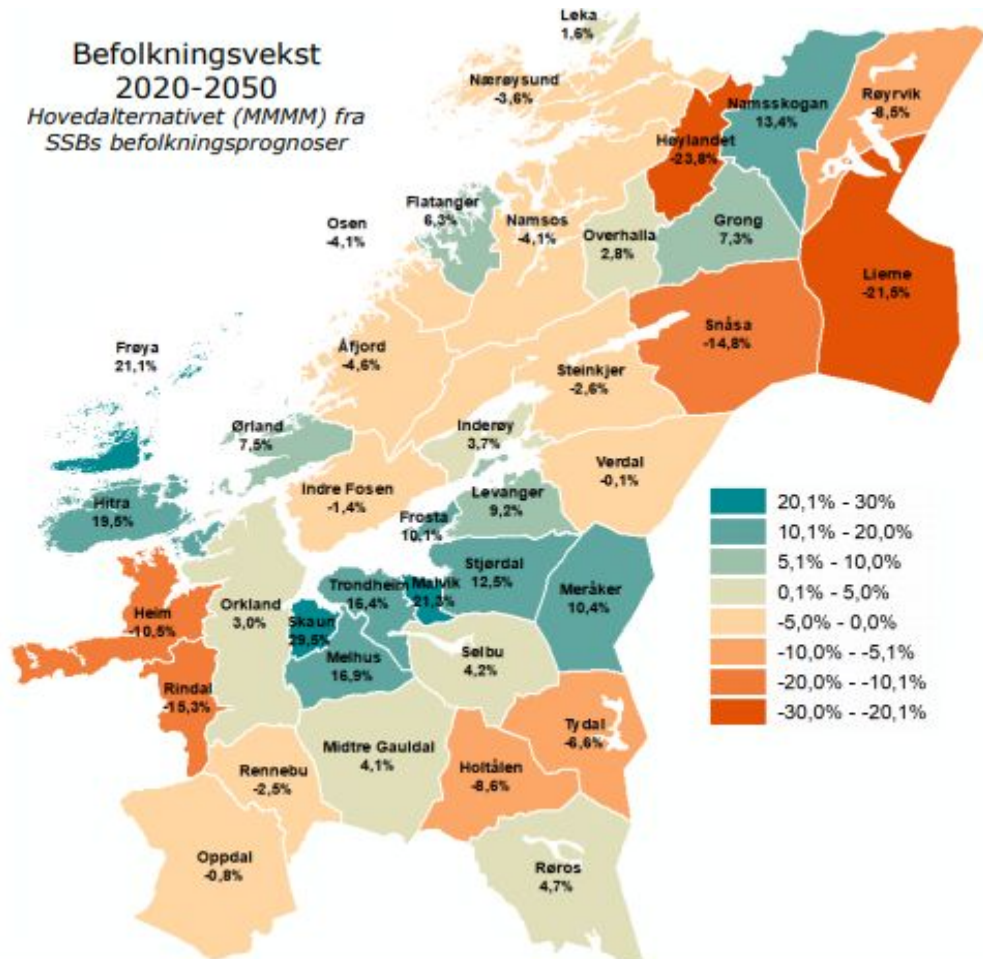 Befolkningsvekst
2020-2050
Hovedalternativet (MMMM) fra
SSBs befolkningsprognoser
Leka
1,6%
Nærøysund
-3,6%
Namsskogan
13,4%
Røyrvik
-8,5%
Høylandet
-23,8%
Flatanger
6,3%
Osen
-4,1%
Namsos
-4,1%
Overhalla
2,8%
Grong
7,3%
Lierne
-21,5%
Snåsa
-14,8%
Frøya
21,1%
Åfjord
-4,6%
Steinkjer
-2,6%
Ørland
7,5%
Inderøy
3,7%
Verdal
-0,1%
Indre Fosen
-1,4%
Levanger
9,2%
Hitra
19,5%
Frosta
10,1%
Stjørdal
12,5%
Meråker
10,4%
Trondheim
16,4%
Malvik
21,3%
Heim
-10,5%
Orkland
3,0%
Skaun
29,5%
Melhus
16,9%
Selbu
4,2%
Rindal
-15,3%
Tydal
-6,6%
Midtre Gauldal
4,1%
Holtålen
-8,6%
Rennebu
-2,5%
Oppdal
-0,8%
Røros
4,7%
20,1% - 30%
10,1% - 20,0%
5,1% - 10,0%
0,1% - 5,0%
-5,0% - 0,0%
-10,0% - -5,1%
-20,0% - -10,1%
-30,0% - -20,1%